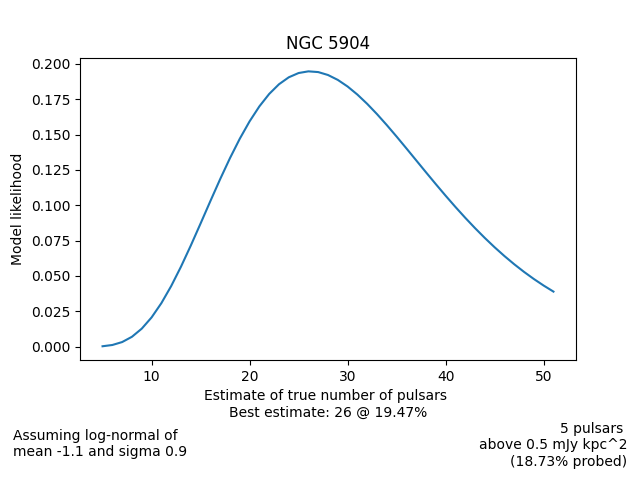 NGC 5904
0.200
0.175
0.150
0.125
0.100
0.075
0.050
0.025
0.000
Model likelihood
10 20 30 40 50
Estimate of true number of pulsars
Best estimate: 26 @ 19.47%
Assuming log-normal of
mean -1.1 and sigma 0.9
5 pulsars
above 0.5 mJy kpc^2
(18.73% probed)